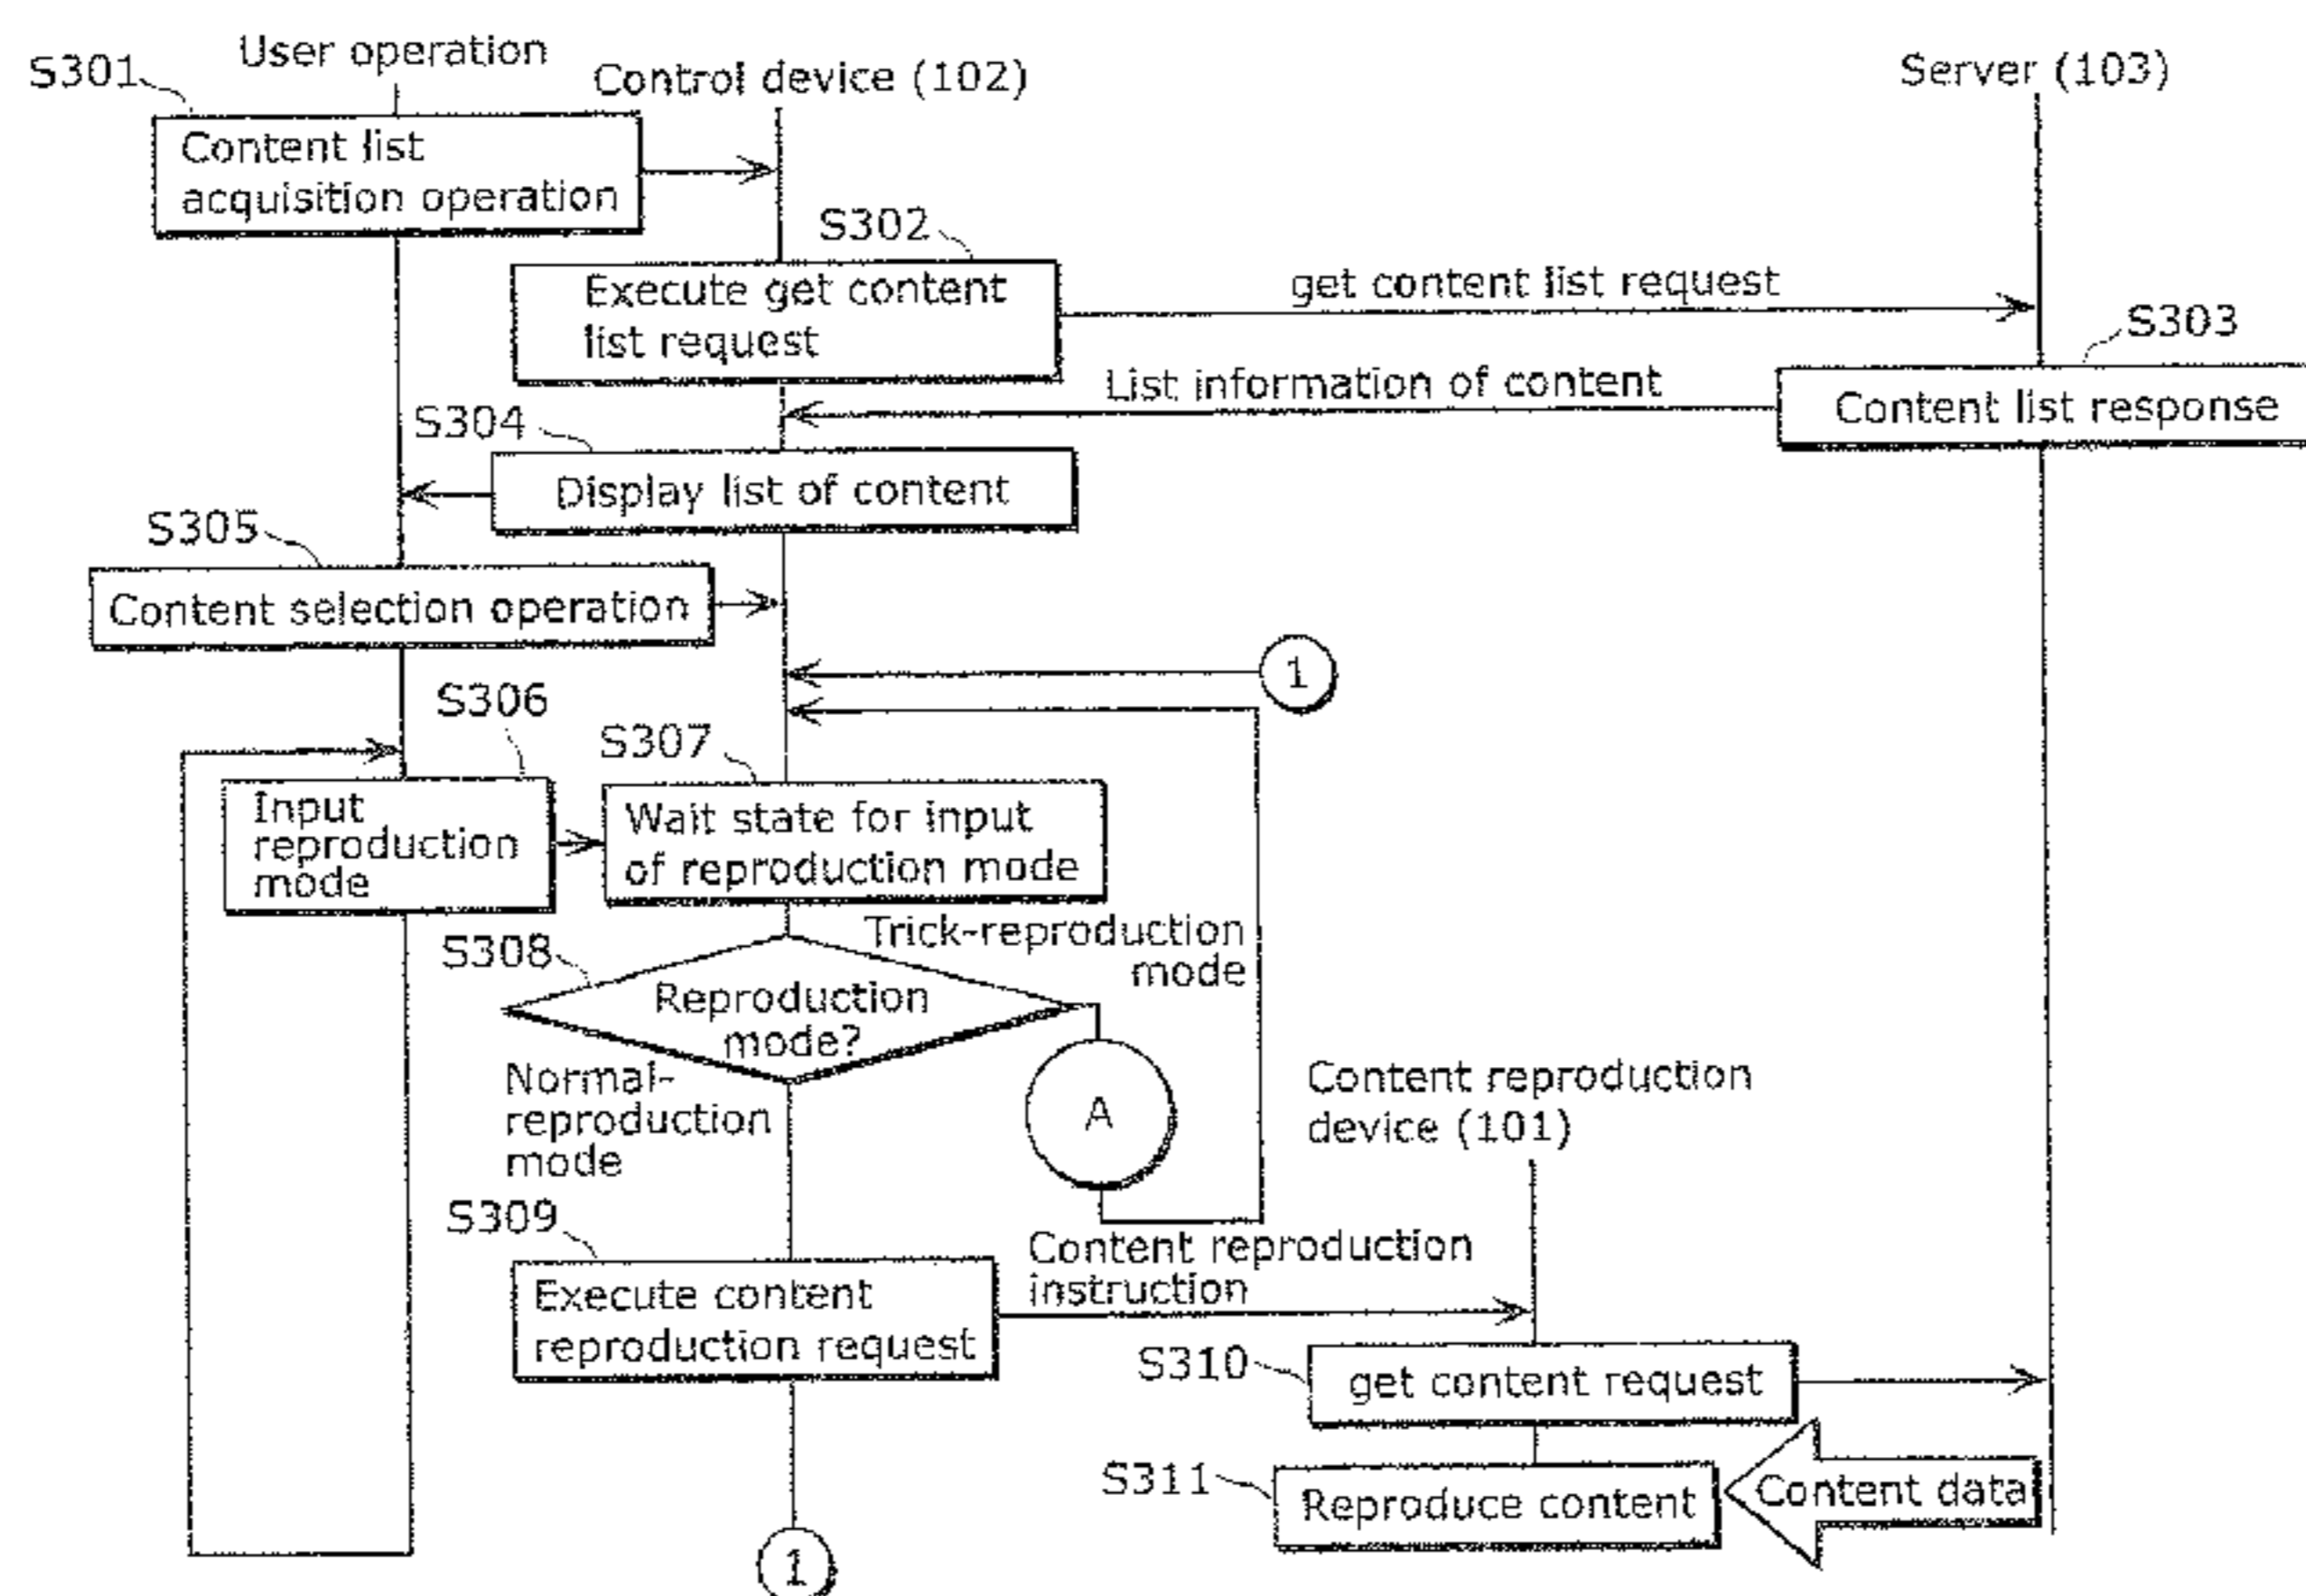 User operation
S301
Control device (102)
Server (103)
Content list
acquisition operation
S302
Execute get content
list request
get content list request
S303
List information of content
Content list response
S304
Display list of content
S305
Content selection operation
1
S306
S307
Input
reproduction
mode
Wait state for input
of reproduction mode
Trick-reproduction
mode
S308
Reproduction
mode?
Normal-
reproduction
mode
A
Content reproduction
device (101)
S309
Execute content
reproduction request
Content reproduction
instruction
S310
get content request
S311
Reproduce content
Content data
1